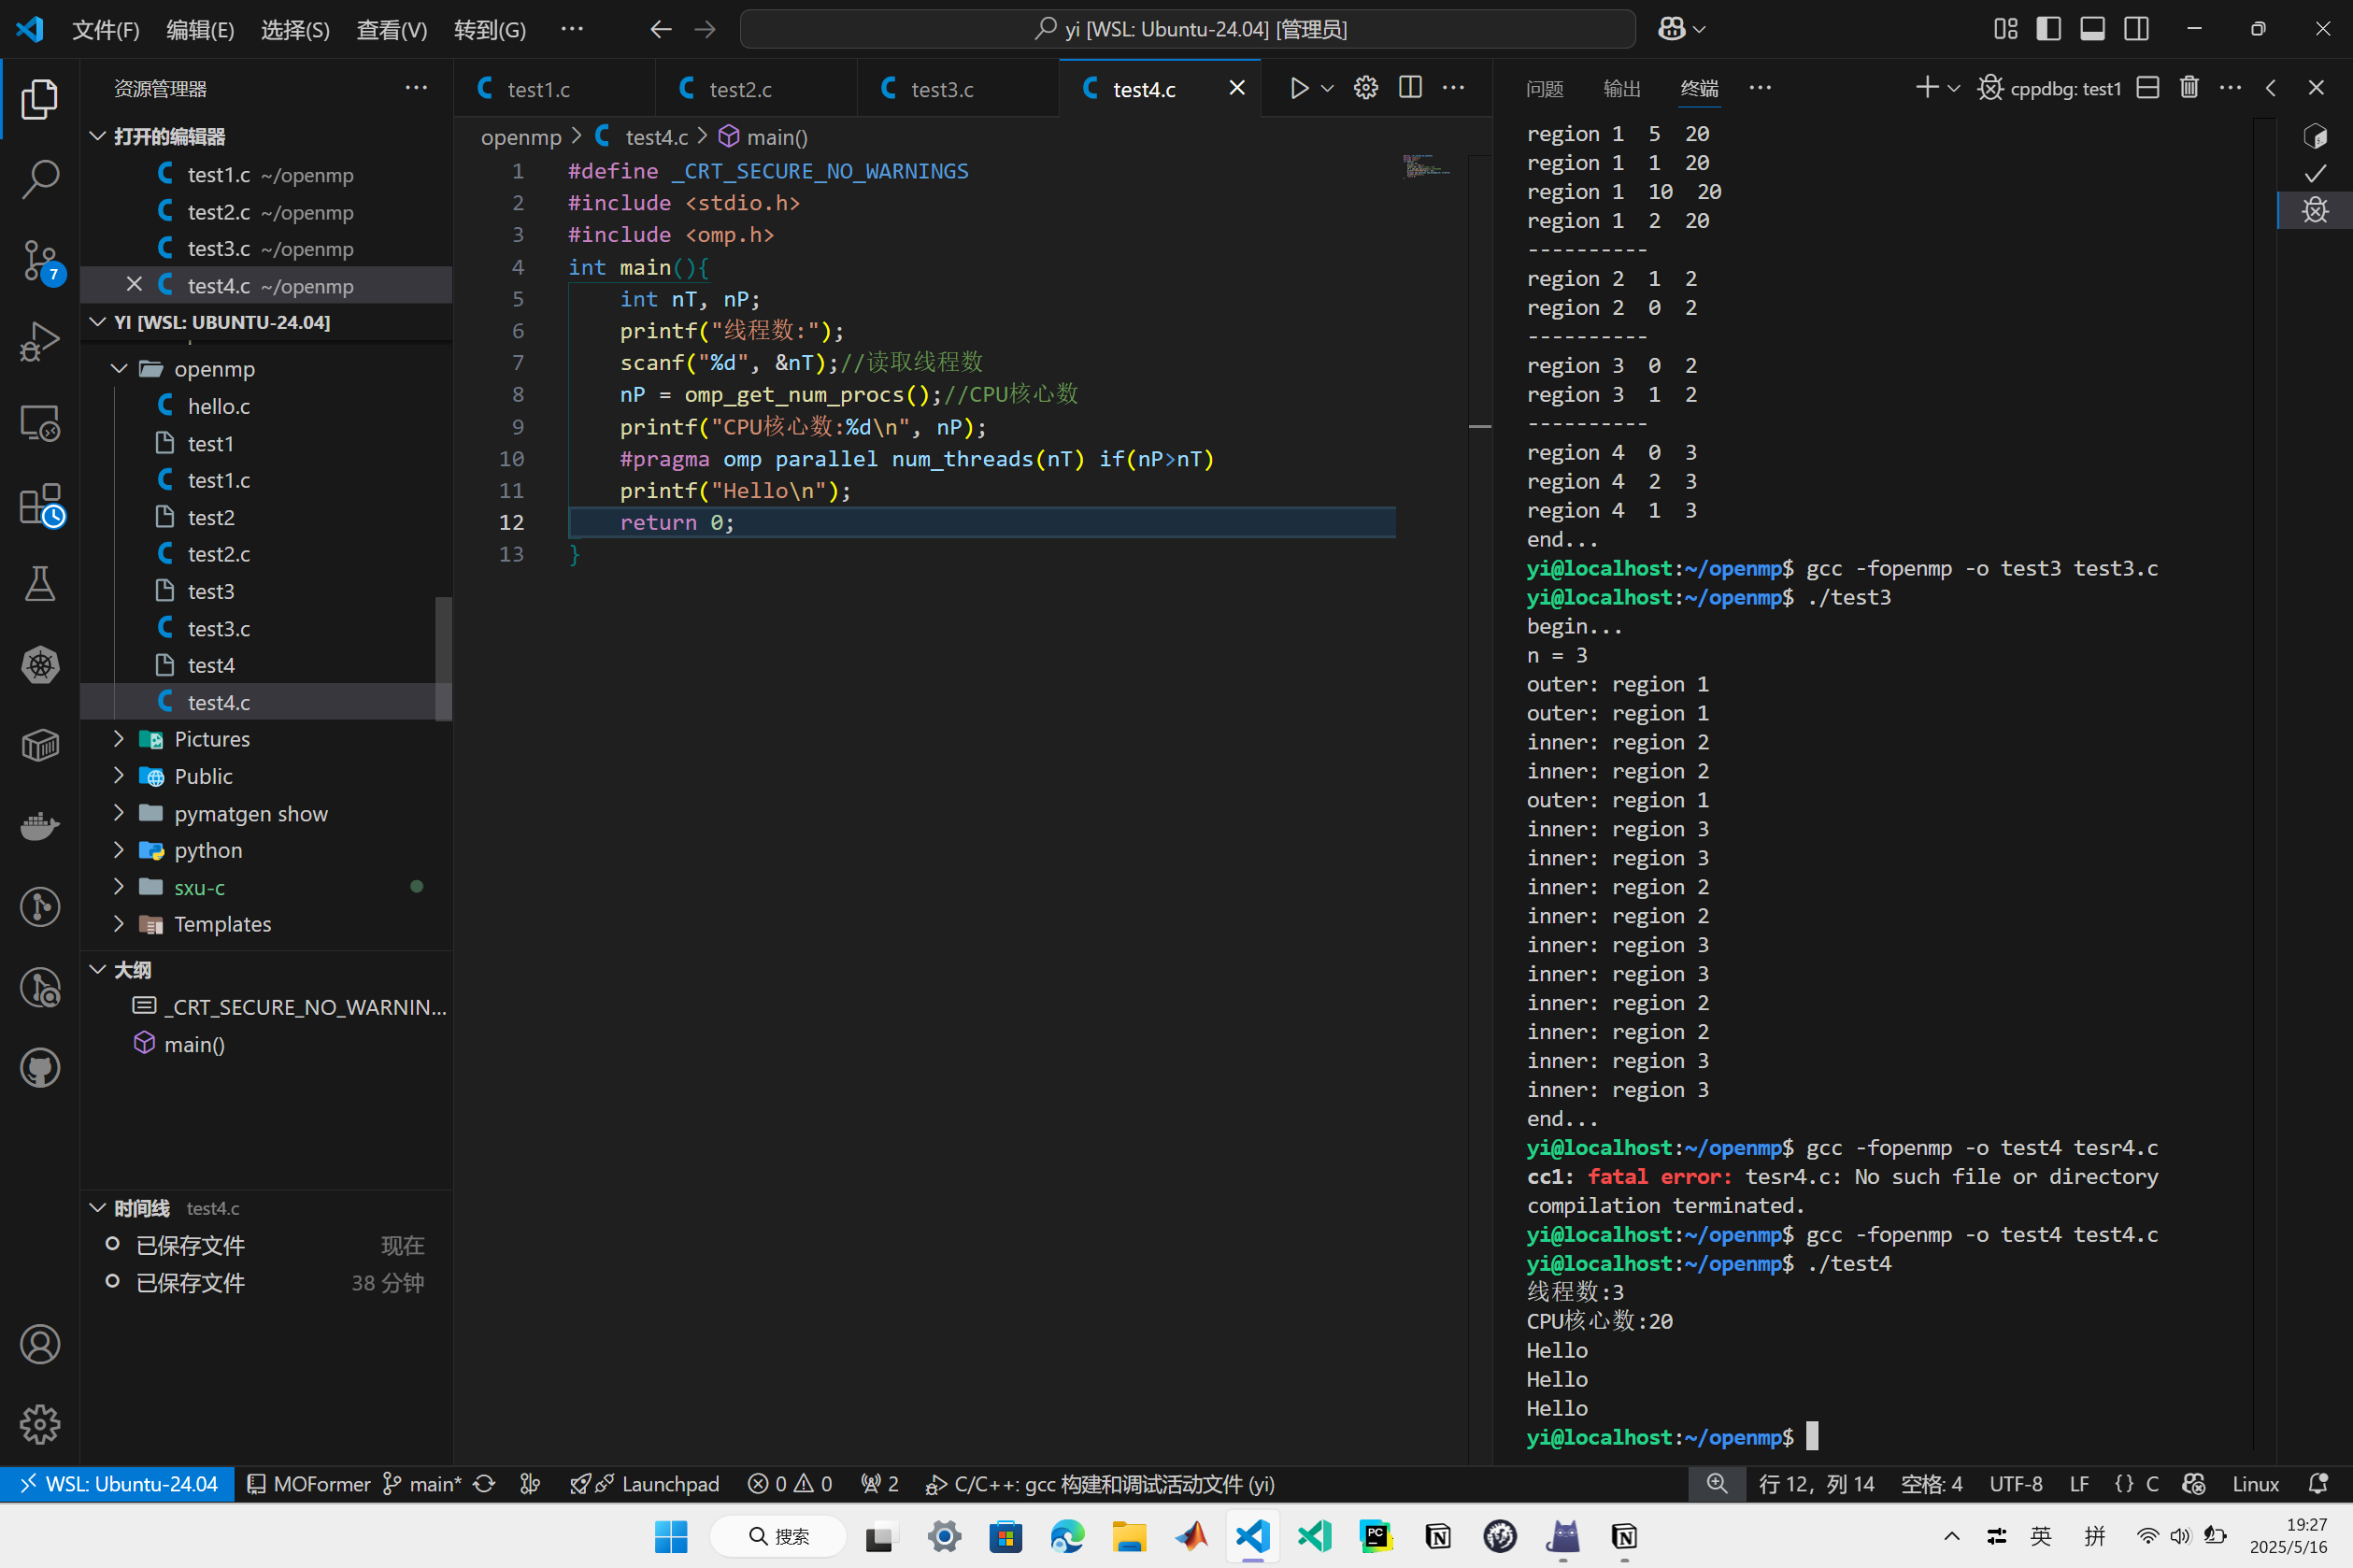 文件(F) 编辑(E) 选择(S) 查看(V) 转到(G) ···
yi [WSL: Ubuntu-24.04] [管理员]
资源管理器
打开的编辑器
test1.c ~/openmp
test2.c ~/openmp
test3.c ~/openmp
test4.c ~/openmp
YI [WSL: UBUNTU-24.04]
openmp
hello.c
test1
test1.c
test2
test2.c
test3
test3.c
test4
test4.c
Pictures
Public
pymatgen show
python
sxu-c
Templates
大纲
_CRT_SECURE_NO_WARNIN...
main()
时间线 test4.c
已保存文件 现在
已保存文件 38 分钟
7
test1.c test2.c test3.c test4.c
openmp > test4.c > main()
1 #define _CRT_SECURE_NO_WARNINGS
2 #include <stdio.h>
3 #include <omp.h>
4 int main(){
5 int nT, nP;
6 printf("线程数:");
7 scanf("%d", &nT);//读取线程数
8 nP = omp_get_num_procs();//CPU核心数
9 printf("CPU核心数:%d\n", nP);
10 #pragma omp parallel num_threads(nT) if(nP>nT)
11 printf("Hello\n");
12 return 0;
13 }
问题 输出 终端 ···
cppdbg: test1
region 1 5 20
region 1 1 20
region 1 10 20
region 1 2 20
----------
region 2 1 2
region 2 0 2
----------
region 3 0 2
region 3 1 2
----------
region 4 0 3
region 4 2 3
region 4 1 3
end...
yi@localhost:~/openmp$ gcc -fopenmp -o test3 test3.c
yi@localhost:~/openmp$ ./test3
begin...
n = 3
outer: region 1
outer: region 1
inner: region 2
inner: region 2
outer: region 1
inner: region 3
inner: region 3
inner: region 2
inner: region 2
inner: region 3
inner: region 3
inner: region 2
inner: region 2
inner: region 3
inner: region 3
end...
yi@localhost:~/openmp$ gcc -fopenmp -o test4 tesr4.c
cc1: fatal error: tesr4.c: No such file or directory
compilation terminated.
yi@localhost:~/openmp$ gcc -fopenmp -o test4 test4.c
yi@localhost:~/openmp$ ./test4
线程数:3
CPU核心数:20
Hello
Hello
Hello
yi@localhost:~/openmp$
WSL: Ubuntu-24.04 MOFormer main* Launchpad 0 0 2 C/C++: gcc 构建和调试活动文件 (yi) 行 12, 列 14 空格: 4 UTF-8 LF {} C Linux
搜索
PC
英 拼
19:27
2025/5/16